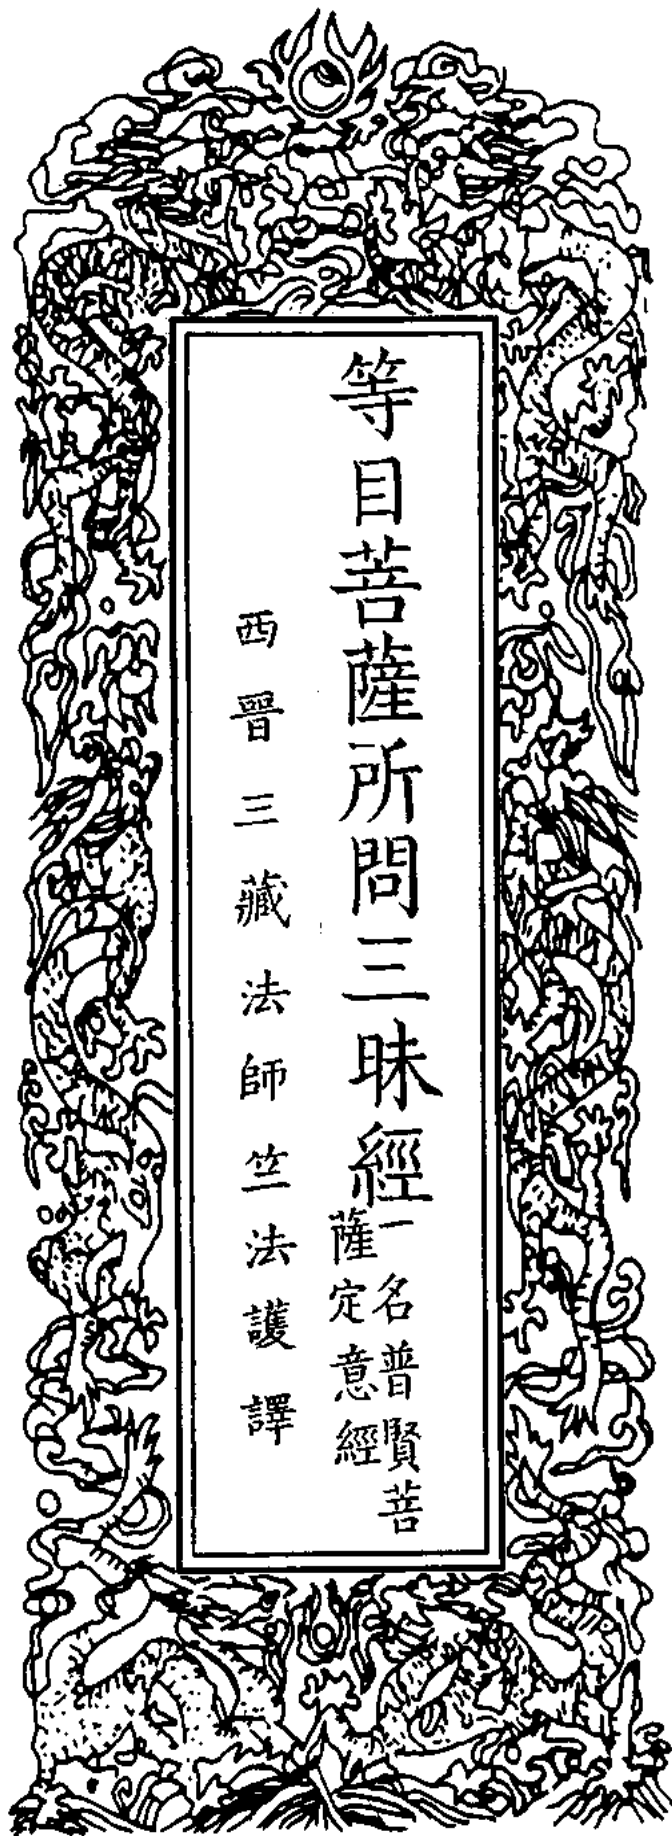 等目菩薩所問三昧經
一名普賢菩
薩定意經
西晉三藏法師竺法護譯